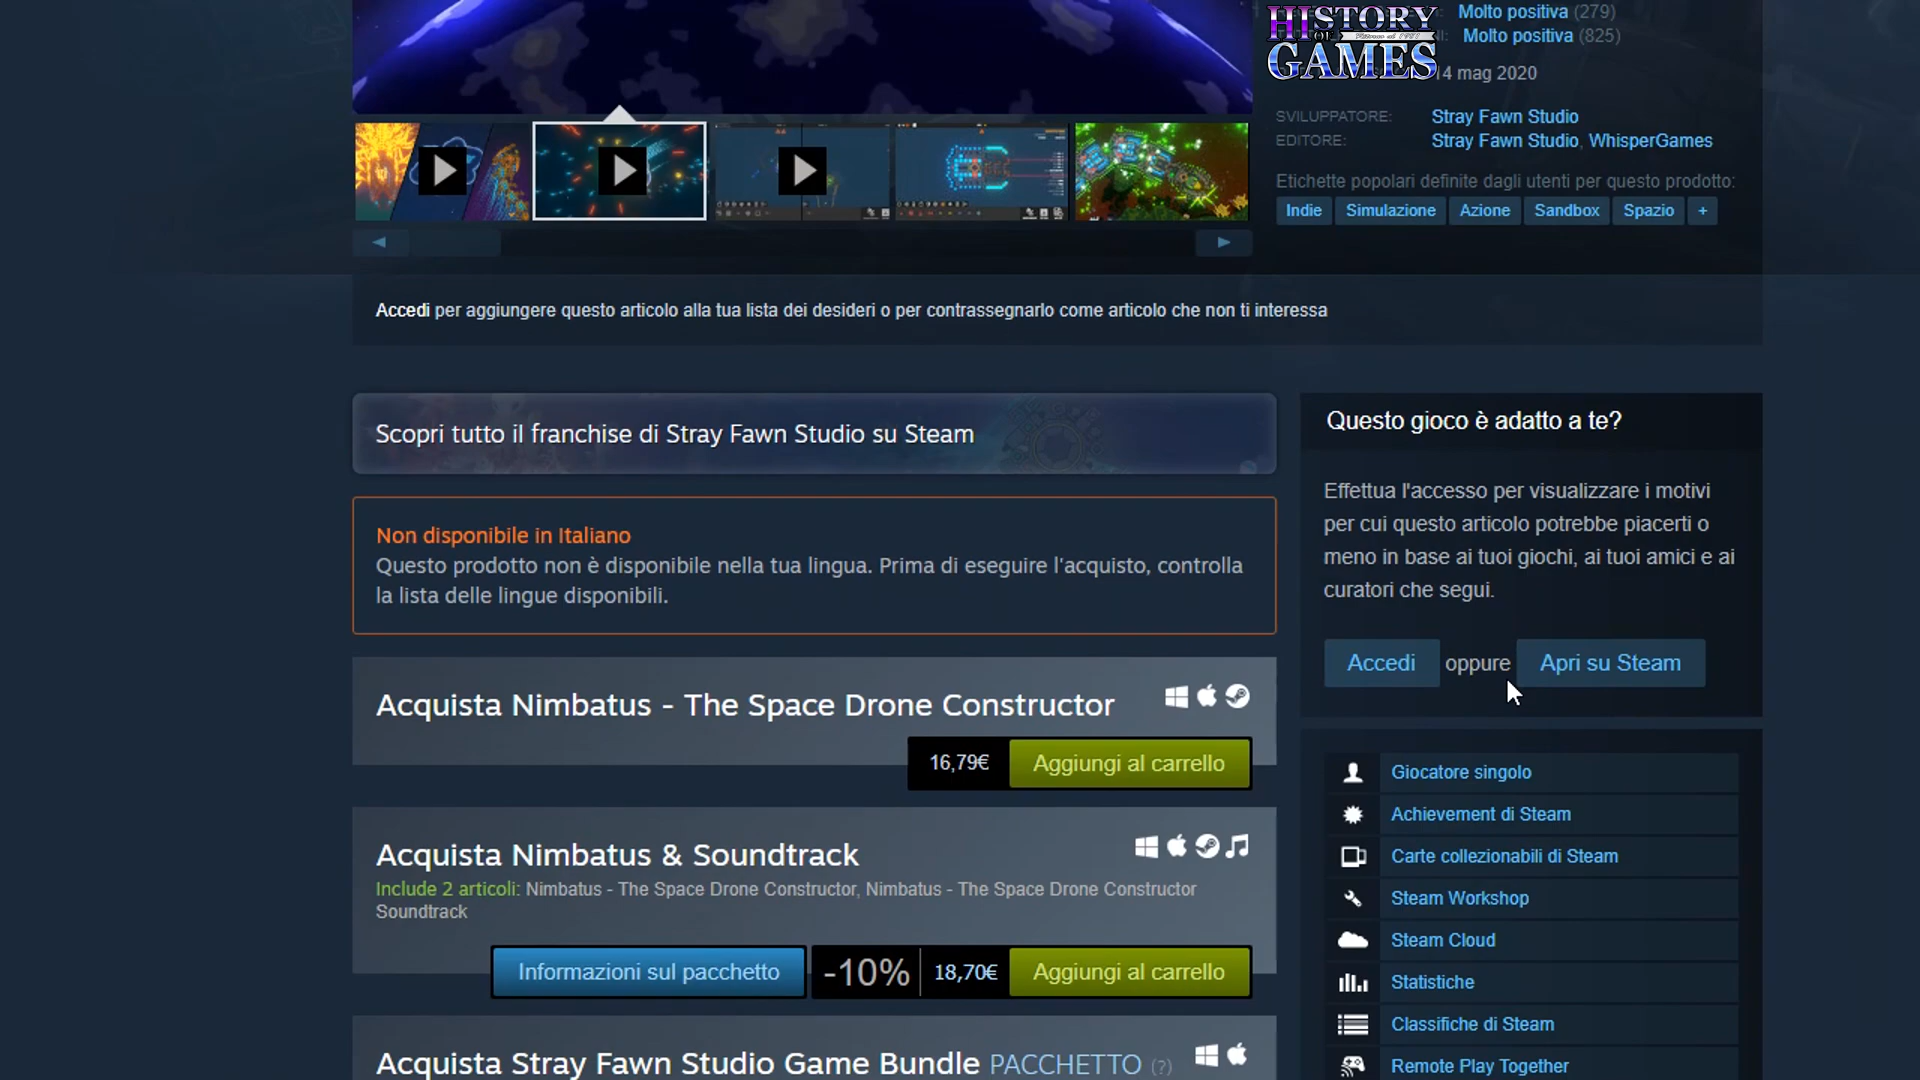 HISTORY
OF
GAMES
Molto positiva (279)
Molto positiva (825)
14 mag 2020
SVILUPPATORE: Stray Fawn Studio
EDITORE: Stray Fawn Studio, WhisperGames
Etichette popolari definite dagli utenti per questo prodotto:
Indie Simulazione Azione Sandbox Spazio +
Accedi per aggiungere questo articolo alla tua lista dei desideri o per contrassegnarlo come articolo che non ti interessa
Scopri tutto il franchise di Stray Fawn Studio su Steam
Non disponibile in Italiano
Questo prodotto non è disponibile nella tua lingua. Prima di eseguire l'acquisto, controlla
la lista delle lingue disponibili.
Acquista Nimbatus - The Space Drone Constructor
16,79€ Aggiungi al carrello
Acquista Nimbatus & Soundtrack
Include 2 articoli: Nimbatus - The Space Drone Constructor, Nimbatus - The Space Drone Constructor
Soundtrack
Informazioni sul pacchetto -10% 18,70€ Aggiungi al carrello
Acquista Stray Fawn Studio Game Bundle PACCHETTO (?)
Questo gioco è adatto a te?
Effettua l'accesso per visualizzare i motivi
per cui questo articolo potrebbe piacerti o
meno in base ai tuoi giochi, ai tuoi amici e ai
curatori che segui.
Accedi oppure Apri su Steam
Giocatore singolo
Achievement di Steam
Carte collezionabili di Steam
Steam Workshop
Steam Cloud
Statistiche
Classifiche di Steam
Remote Play Together